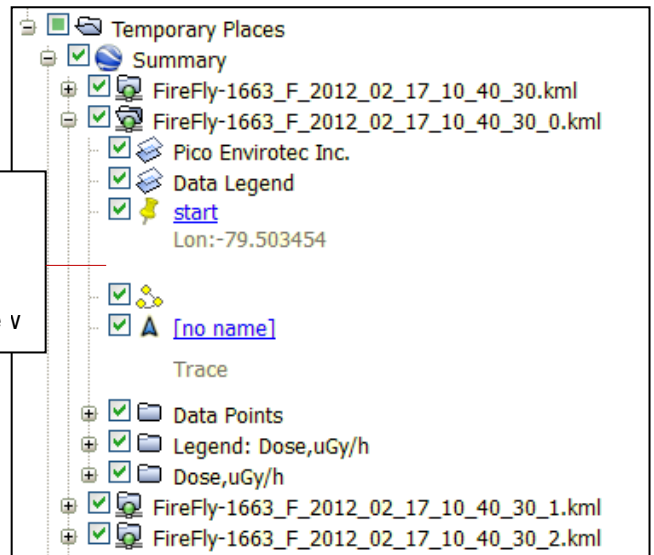 Temporary Places
Summary
FireFly-1663_F_2012_02_17_10_40_30.kml
FireFly-1663_F_2012_02_17_10_40_30_0.kml
Pico Envirotec Inc.
Data Legend
start
Lon:-79.503454
[no name]
Trace
Data Points
Legend: Dose,uGy/h
Dose,uGy/h
FireFly-1663_F_2012_02_17_10_40_30_1.kml
FireFly-1663_F_2012_02_17_10_40_30_2.kml